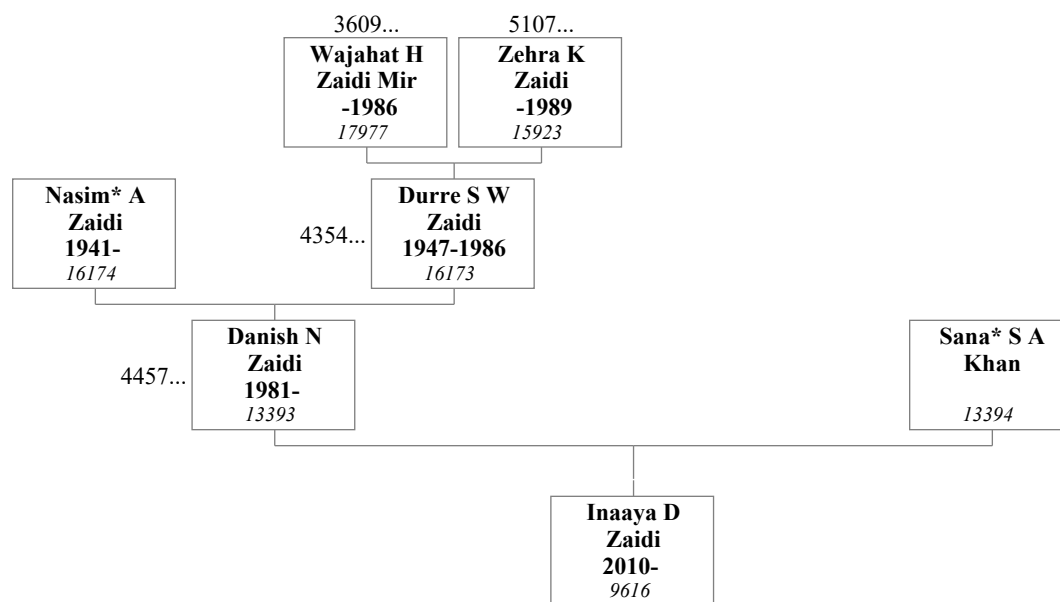 3609...
5107...
Wajahat H
Zaidi Mir
-1986
17977
Zehra K
Zaidi
-1989
15923
Nasim* A
Zaidi
1941-
16174
4354...
Durre S W
Zaidi
1947-1986
16173
4457...
Danish N
Zaidi
1981-
13393
Sana* S A
Khan
13394
Inaaya D
Zaidi
2010-
9616